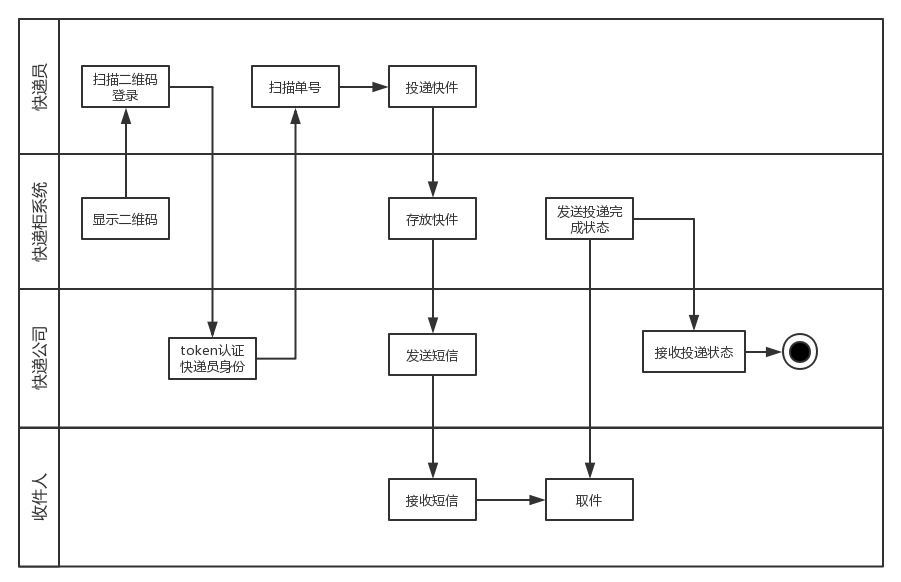 快递员
扫描二维码
登录
扫描单号
投递快件
快递柜系统
显示二维码
存放快件
发送投递完
成状态
快递公司
token认证
快递员身份
发送短信
接收投递状态
收件人
接收短信
取件